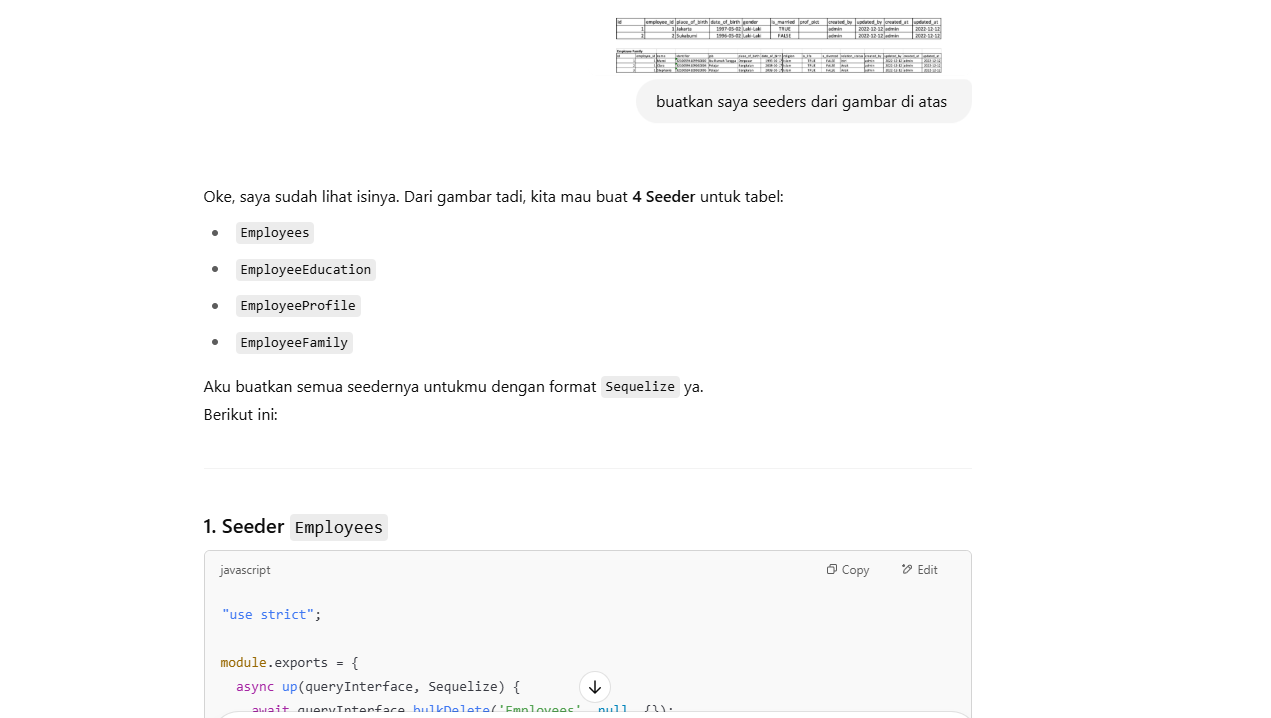 id employee_id place_of_birth date_of_birth gender is_married prof_pict created_by updated_by created_at updated_at
1 1 Jakarta 1997-05-02 Laki-Laki TRUE admin 2022-12-12 admin 2022-12-12
2 2 Sukabumi 1996-05-02 Laki-Laki FALSE admin 2022-12-12 admin 2022-12-12
Employee Family
buatkan saya seeders dari gambar di atas
Oke, saya sudah lihat isinya. Dari gambar tadi, kita mau buat 4 Seeder untuk tabel:
Employees
EmployeeEducation
EmployeeProfile
EmployeeFamily
Aku buatkan semua seedernya untukmu dengan format Sequelize ya.
Berikut ini:
1. Seeder Employees
javascript Copy Edit
"use strict";
module.exports = {
async up(queryInterface, Sequelize) {
await queryInterface.bulkDelete('Employees', null, {});